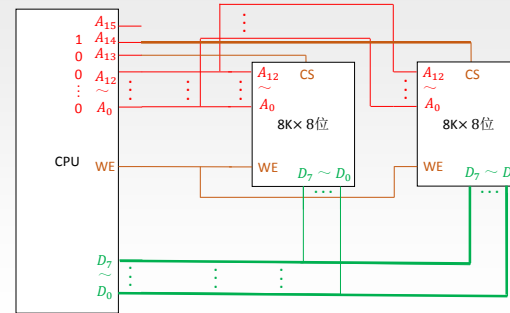 A₁₅
1 A₁₄
0 A₁₃
0 A₁₂
⋮ ~
0 A₀
CPU
WE
D₇
~
D₀
⋮ ⋮ ⋮
CS
A₁₂
~
A₀
8K× 8位
WE
D₇ ~ D₀
⋯
CS
A₁₂
~
A₀
8K× 8位
WE
D₇ ~ D
⋯